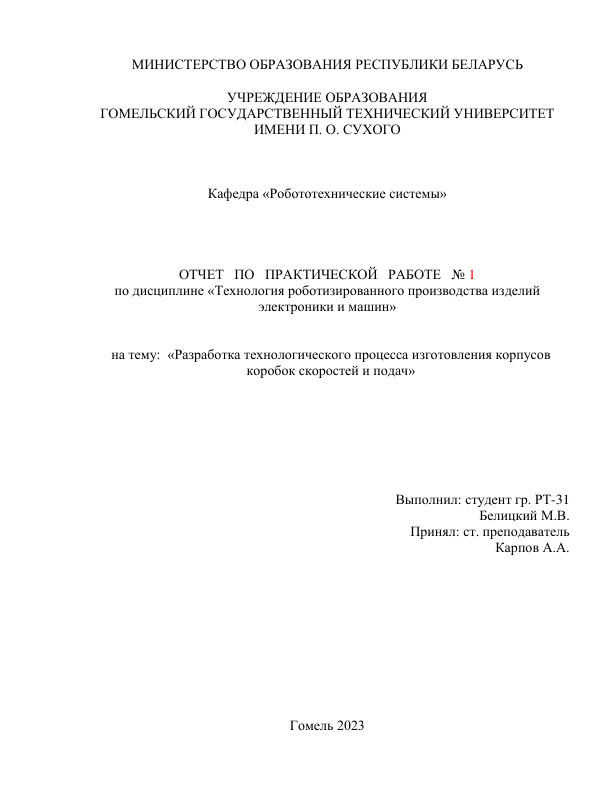 МИНИСТЕРСТВО ОБРАЗОВАНИЯ РЕСПУБЛИКИ БЕЛАРУСЬ
УЧРЕЖДЕНИЕ ОБРАЗОВАНИЯ
ГОМЕЛЬСКИЙ ГОСУДАРСТВЕННЫЙ ТЕХНИЧЕСКИЙ УНИВЕРСИТЕТ
ИМЕНИ П. О. СУХОГО
Кафедра «Робототехнические системы»
ОТЧЕТ ПО ПРАКТИЧЕСКОЙ РАБОТЕ № 1
по дисциплине «Технология роботизированного производства изделий
электроники и машин»
на тему: «Разработка технологического процесса изготовления корпусов
коробок скоростей и подач»
Выполнил: студент гр. РТ-31
Белицкий М.В.
Принял: ст. преподаватель
Карпов А.А.
Гомель 2023